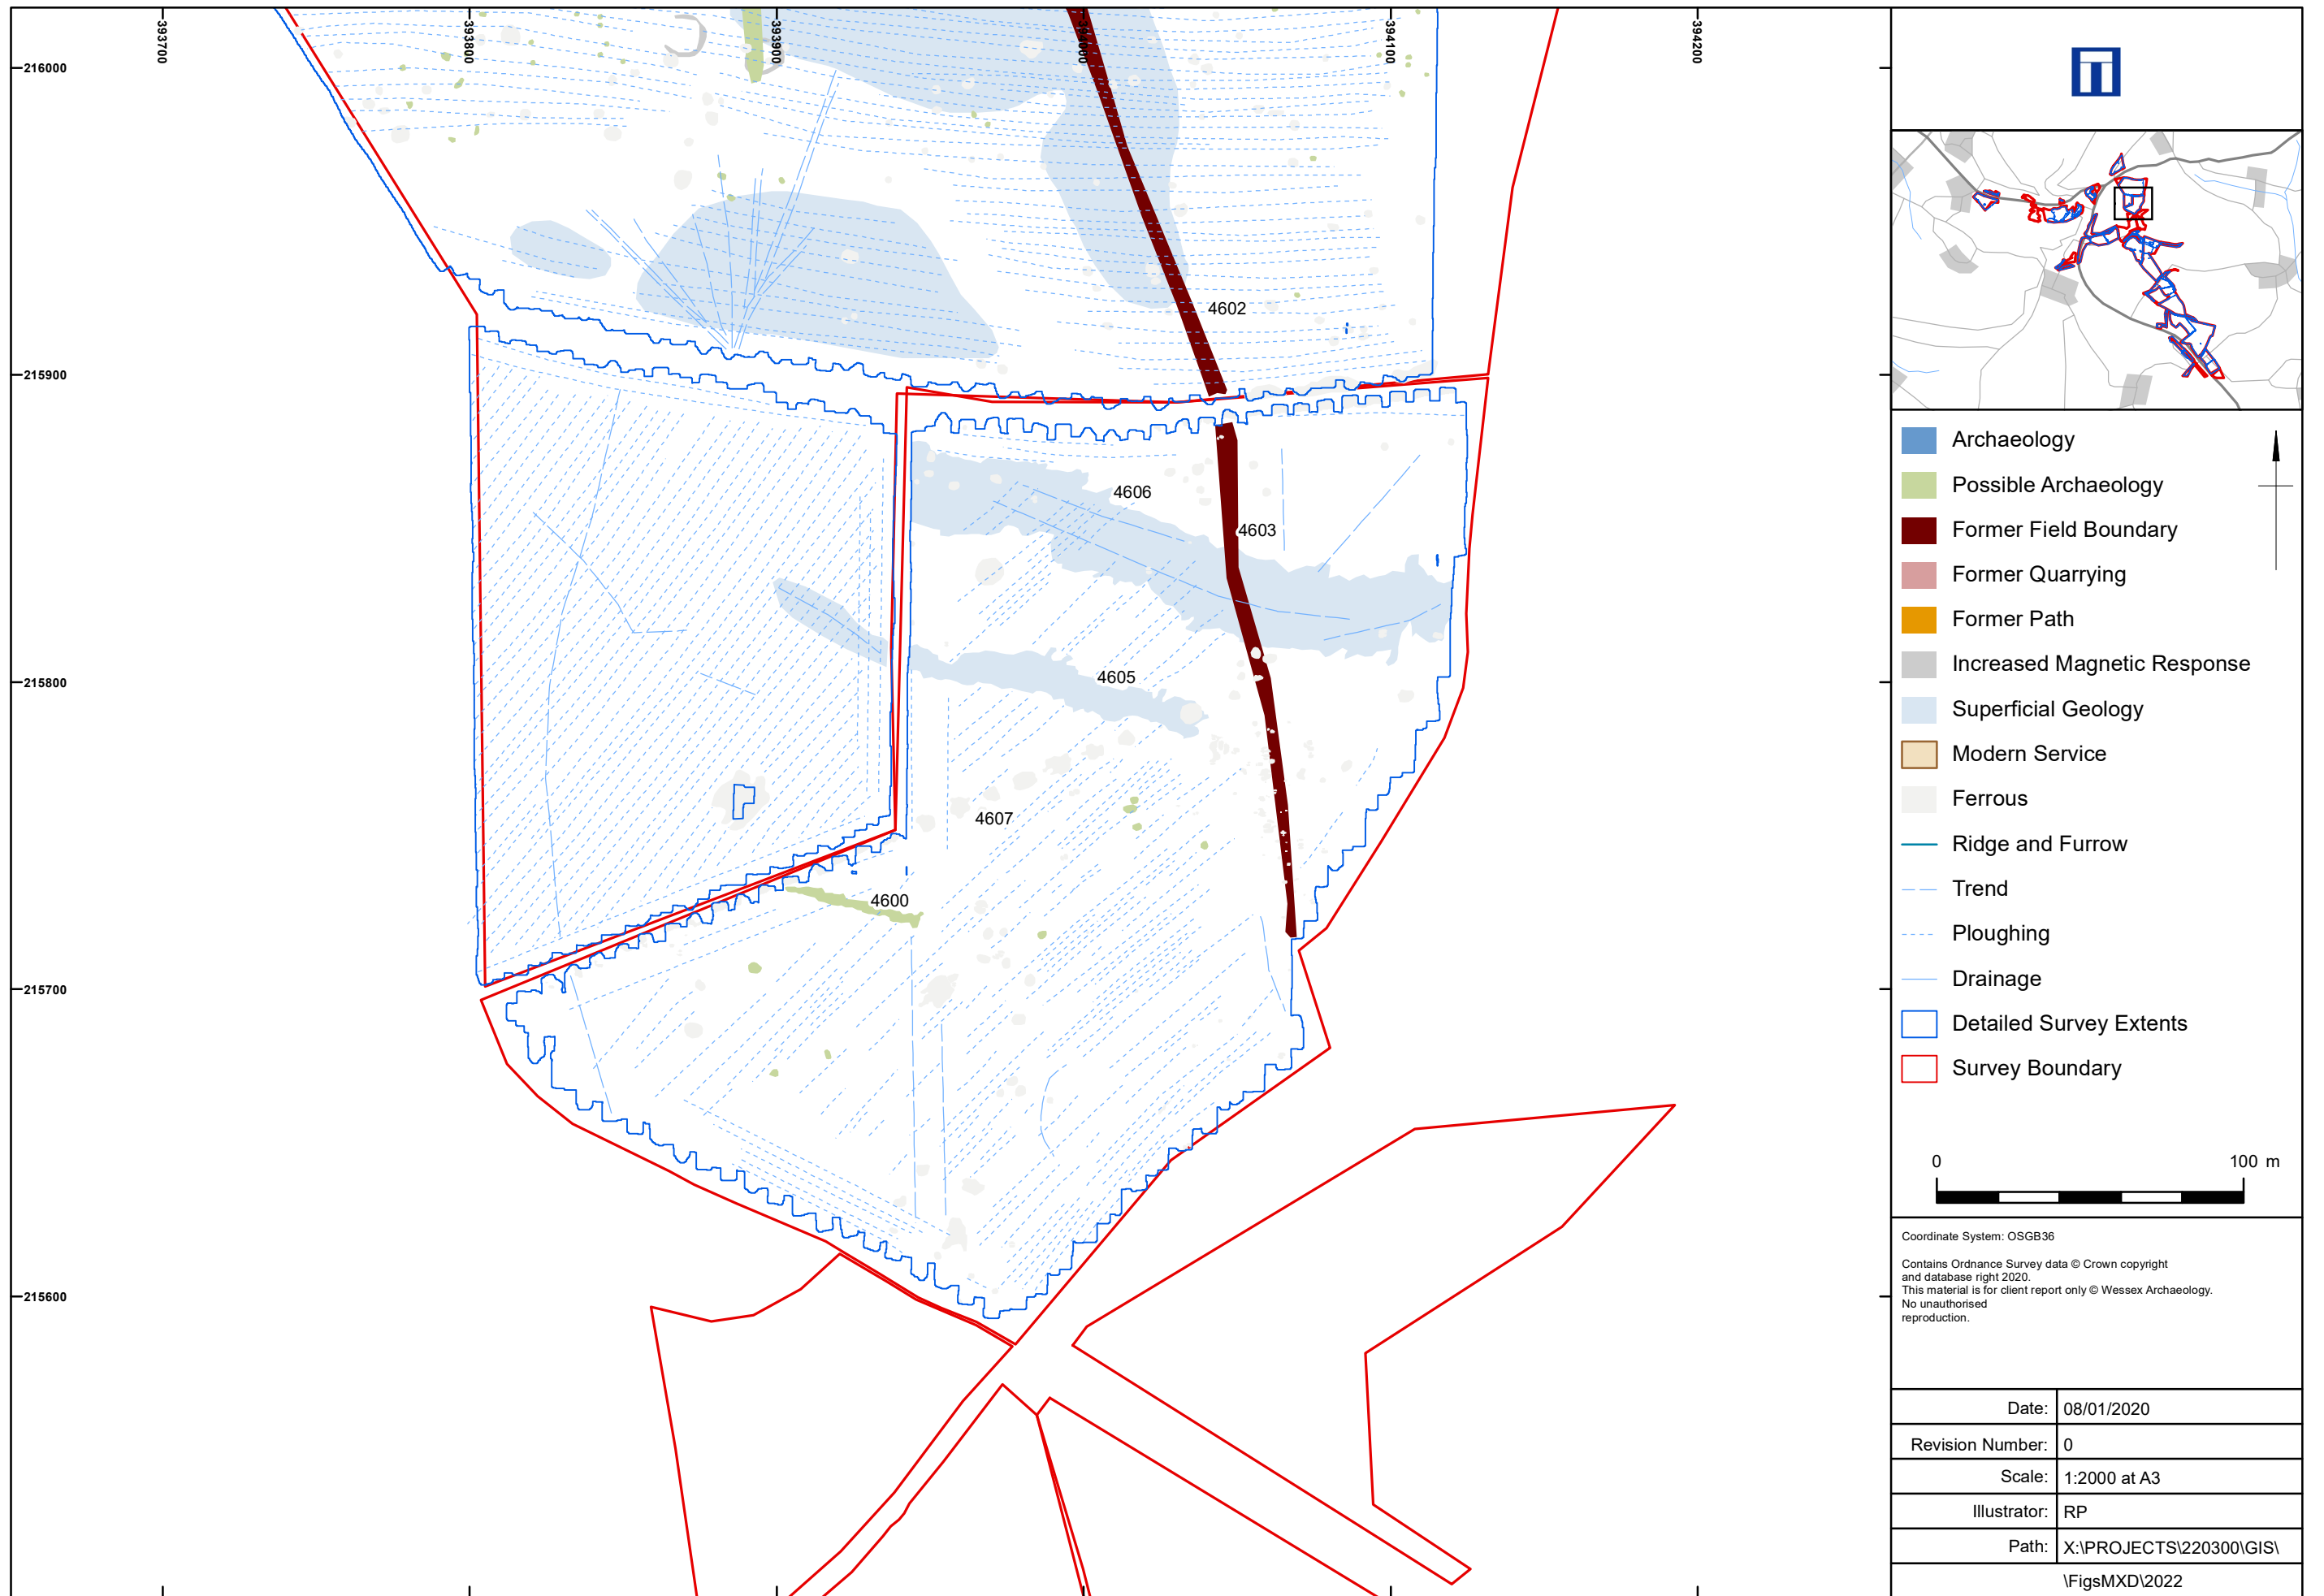 393700
393800
393900
394000
394100
394200
216000
215900
215800
215700
215600
4602
4606
4603
4605
4607
4600
Archaeology
Possible Archaeology
Former Field Boundary
Former Quarrying
Former Path
Increased Magnetic Response
Superficial Geology
Modern Service
Ferrous
Ridge and Furrow
Trend
Ploughing
Drainage
Detailed Survey Extents
Survey Boundary
0 100 m
Coordinate System: OSGB36
Contains Ordnance Survey data © Crown copyright
and database right 2020.
This material is for client report only © Wessex Archaeology.
No unauthorised
reproduction.
Date: 08/01/2020
Revision Number: 0
Scale: 1:2000 at A3
Illustrator: RP
Path: X:\PROJECTS\220300\GIS\
\FigsMXD\2022